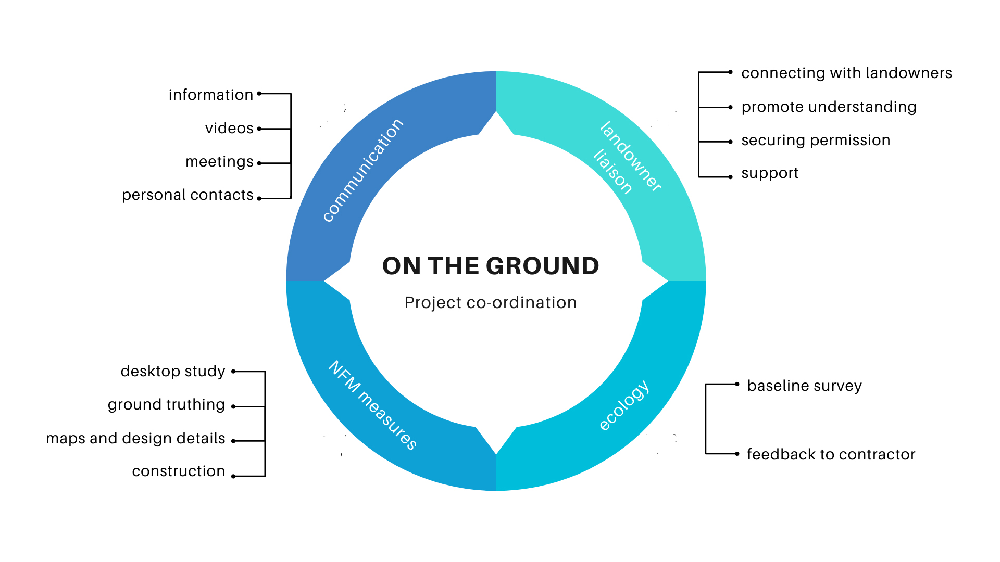 information
videos
meetings
personal contacts
communication
landowner
liaison
connecting with landowners
promote understanding
securing permission
support
ON THE GROUND
Project co-ordination
desktop study
ground truthing
maps and design details
construction
NFM measures
ecology
baseline survey
feedback to contractor